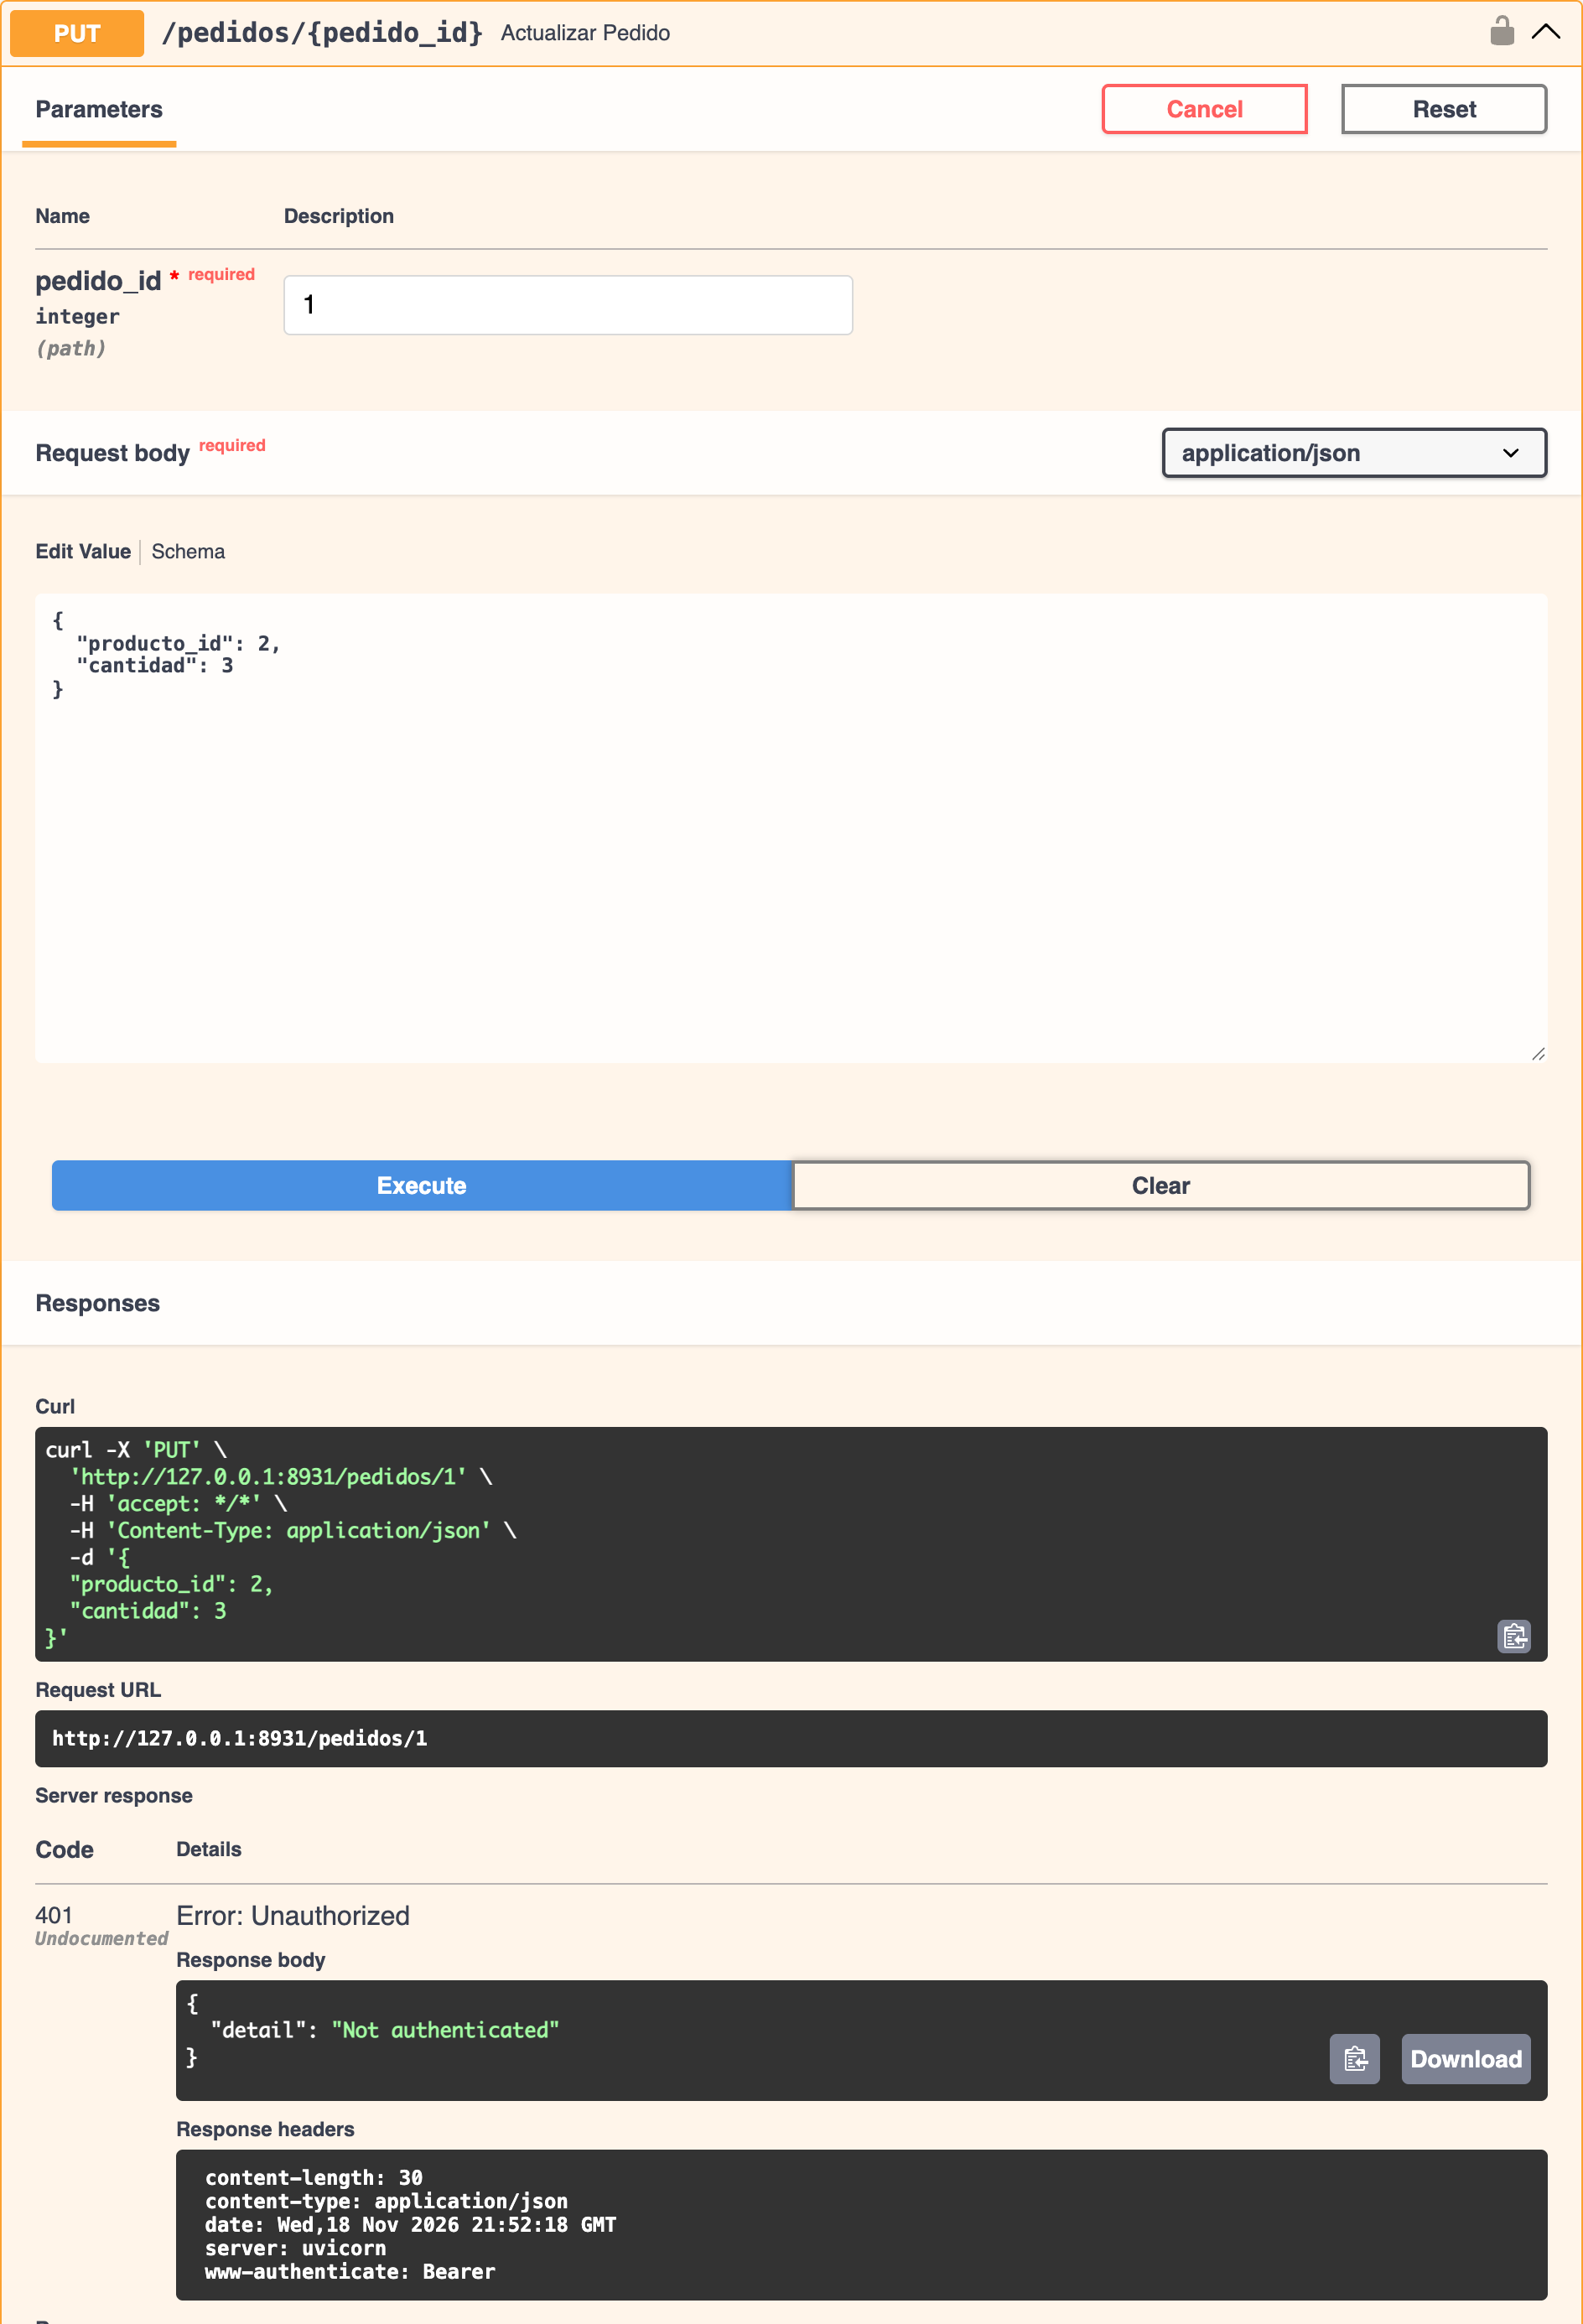 PUT /pedidos/{pedido_id} Actualizar Pedido
Parameters
Cancel
Reset
Name Description
pedido_id * required
integer
(path)
1
Request body required
application/json
Edit Value Schema
{
  "producto_id": 2,
  "cantidad": 3
}
Execute
Clear
Responses
Curl
curl -X 'PUT' \
  'http://127.0.0.1:8931/pedidos/1' \
  -H 'accept: */*' \
  -H 'Content-Type: application/json' \
  -d '{
  "producto_id": 2,
  "cantidad": 3
}'
Request URL
http://127.0.0.1:8931/pedidos/1
Server response
Code Details
401 Error: Unauthorized
Undocumented
Response body
{
  "detail": "Not authenticated"
}
Download
Response headers
content-length: 30
content-type: application/json
date: Wed,18 Nov 2026 21:52:18 GMT
server: uvicorn
www-authenticate: Bearer